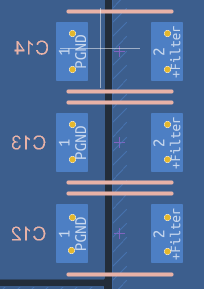 C14
1
PGND
2
+Filter
C13
1
PGND
2
+Filter
C12
1
PGND
2
+Filter